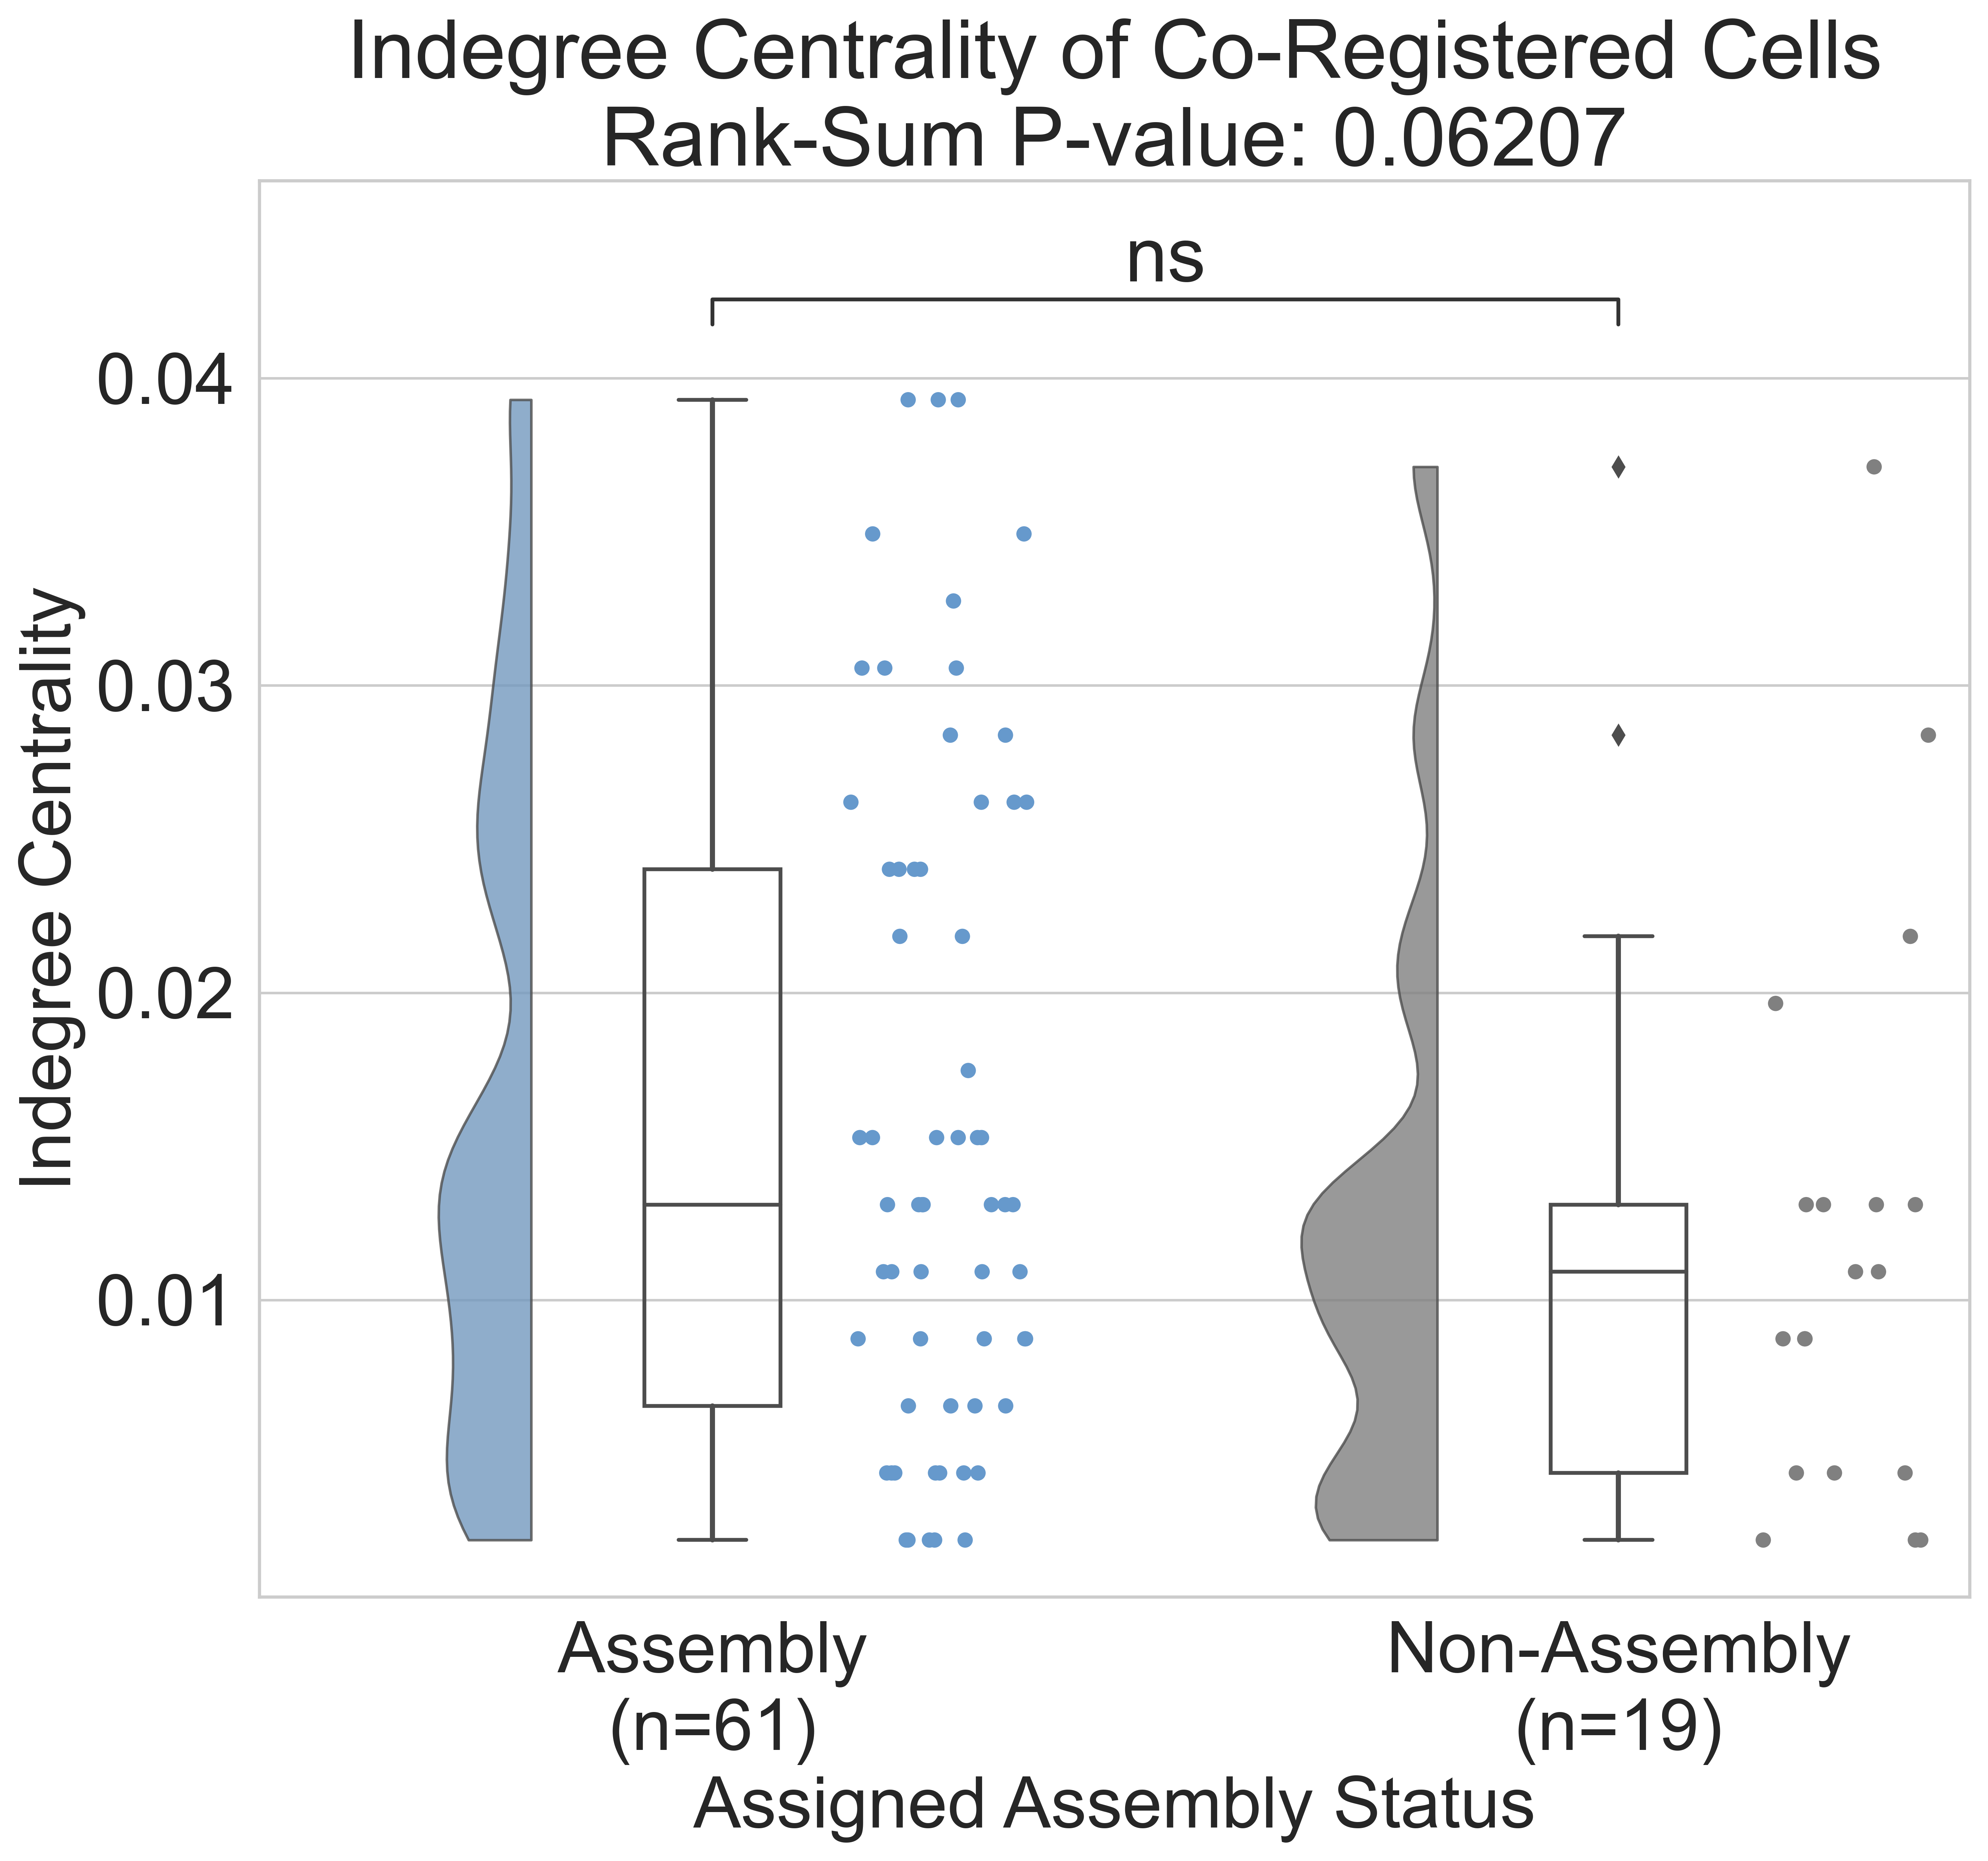 Indegree Centrality of Co-Registered Cells
Rank-Sum P-value: 0.06207
ns
0.04
0.03
0.02
0.01
Indegree Centrality
Assembly
(n=61)
Non-Assembly
(n=19)
Assigned Assembly Status